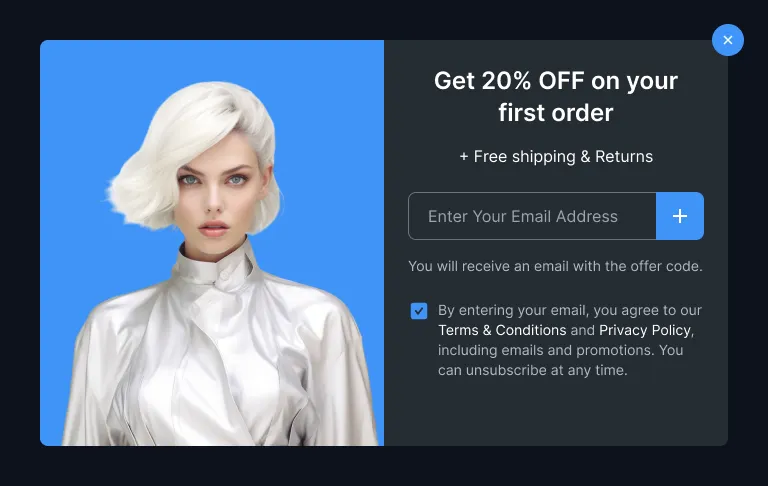 Get 20% OFF on your
first order
+ Free shipping & Returns
Enter Your Email Address
You will receive an email with the offer code.
By entering your email, you agree to our
Terms & Conditions and Privacy Policy,
including emails and promotions. You
can unsubscribe at any time.